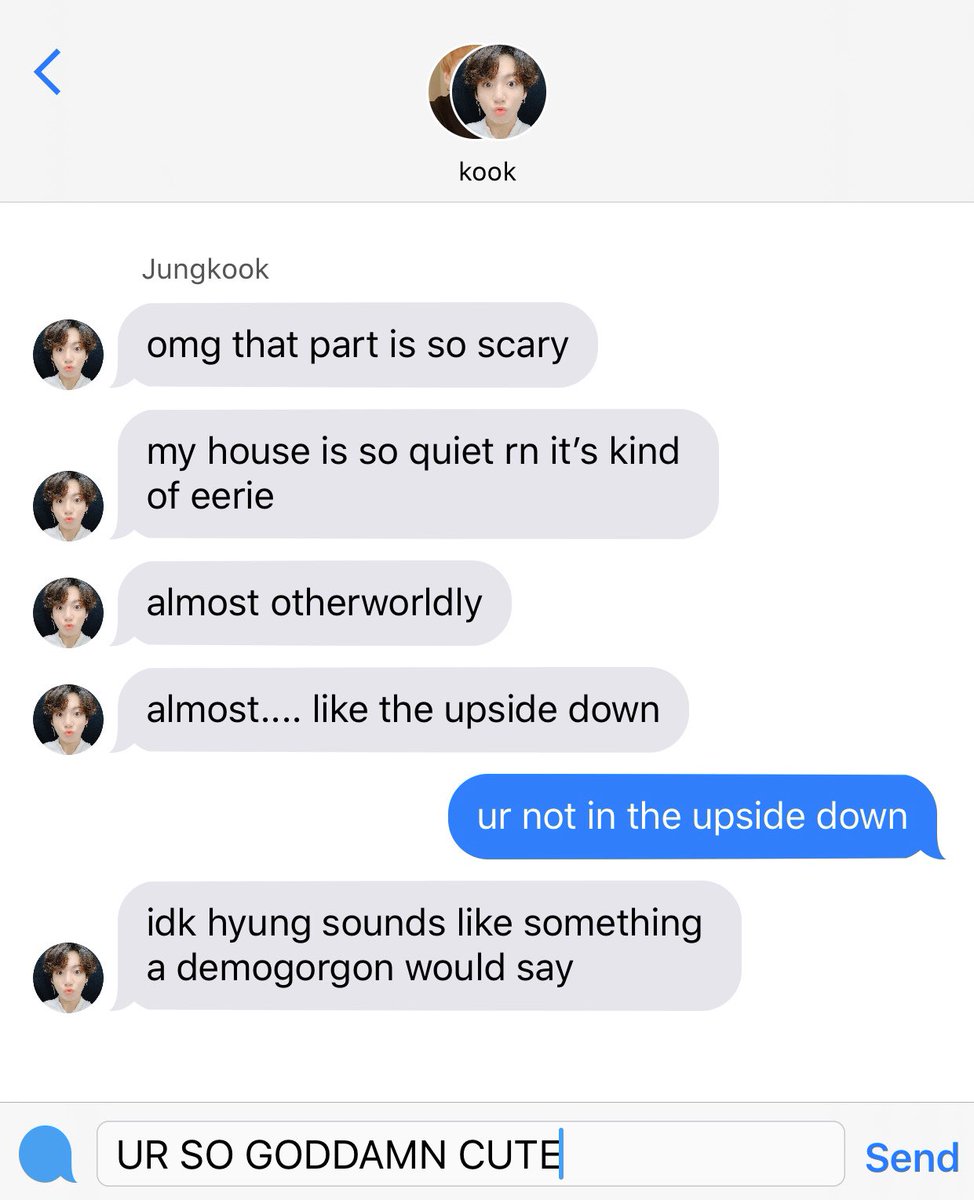 kook
Jungkook
omg that part is so scary
my house is so quiet rn it’s kind
of eerie
almost otherworldly
almost.... like the upside down
ur not in the upside down
idk hyung sounds like something
a demogorgon would say
UR SO GODDAMN CUTE
Send